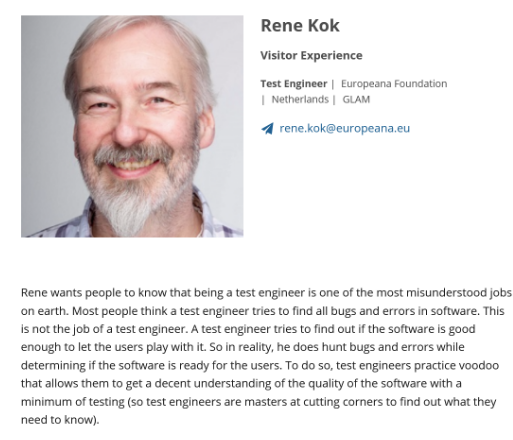 Rene Kok
Visitor Experience
Test Engineer | Europeana Foundation
| Netherlands | GLAM
rene.kok@europeana.eu
Rene wants people to know that being a test engineer is one of the most misunderstood jobs
on earth. Most people think a test engineer tries to find all bugs and errors in software. This
is not the job of a test engineer. A test engineer tries to find out if the software is good
enough to let the users play with it. So in reality, he does hunt bugs and errors while
determining if the software is ready for the users. To do so, test engineers practice voodoo
that allows them to get a decent understanding of the quality of the software with a
minimum of testing (so test engineers are masters at cutting corners to find out what they
need to know).